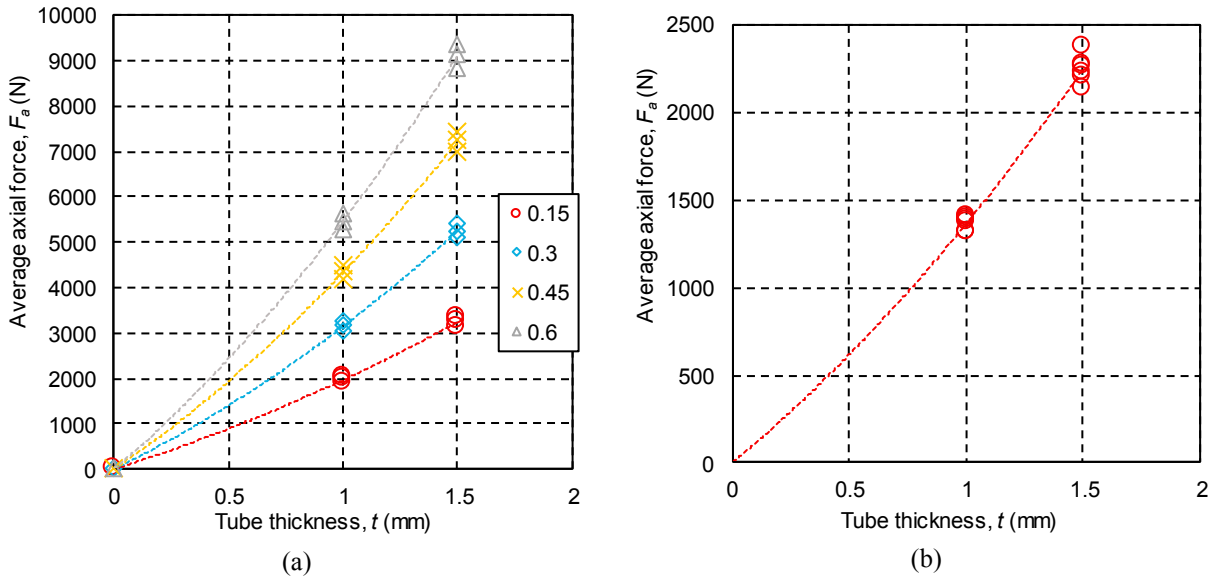 10000
9000
8000
7000
6000
5000
4000
3000
2000
1000
0
Average axial force, Fa (N)
0 0.5 1 1.5 2
Tube thickness, t (mm)
0.15
0.3
0.45
0.6
(a)
2500
2000
1500
1000
500
0
Average axial force, Fa (N)
0 0.5 1 1.5 2
Tube thickness, t (mm)
(b)